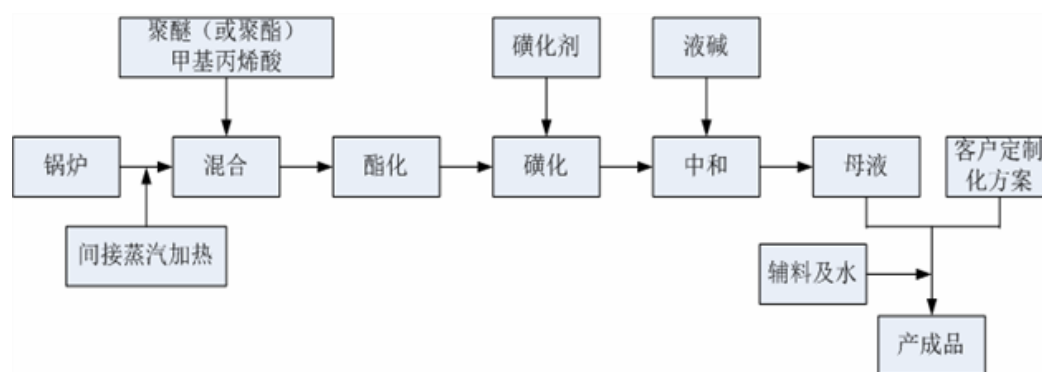 聚醚（或聚酯）
甲基丙烯酸
磺化剂
液碱
锅炉
混合
酯化
磺化
中和
母液
客户定制
化方案
间接蒸汽加热
辅料及水
产成品